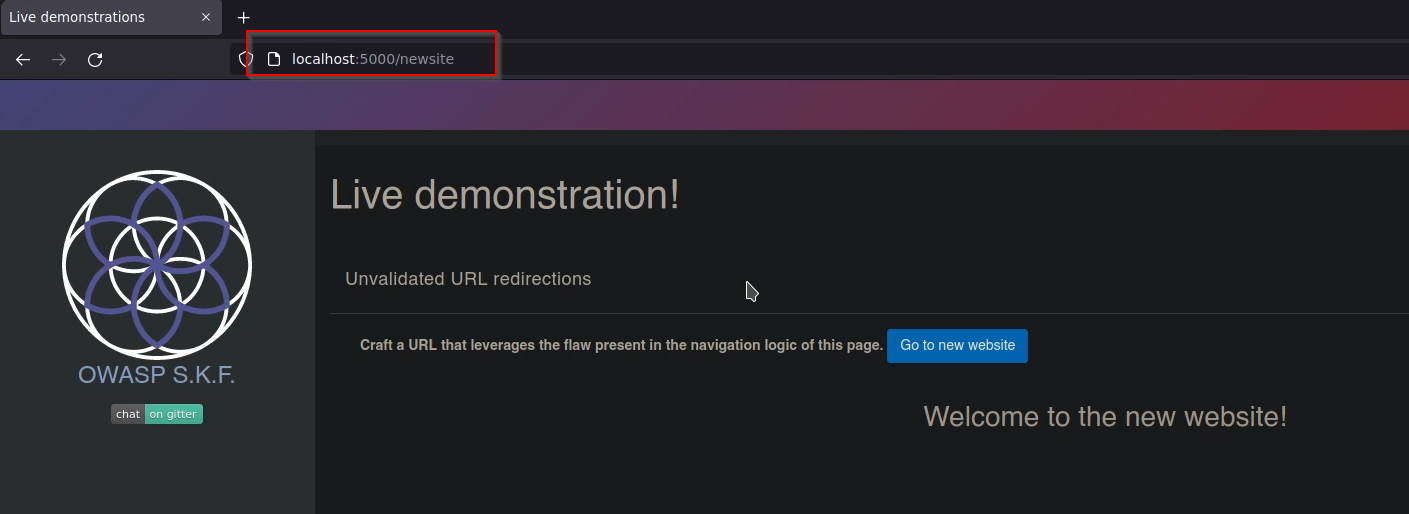 Live demonstrations
localhost:5000/newsite
Live demonstration!
Unvalidated URL redirections
Craft a URL that leverages the flaw present in the navigation logic of this page. Go to new website
Welcome to the new website!
OWASP S.K.F.
chat on gitter